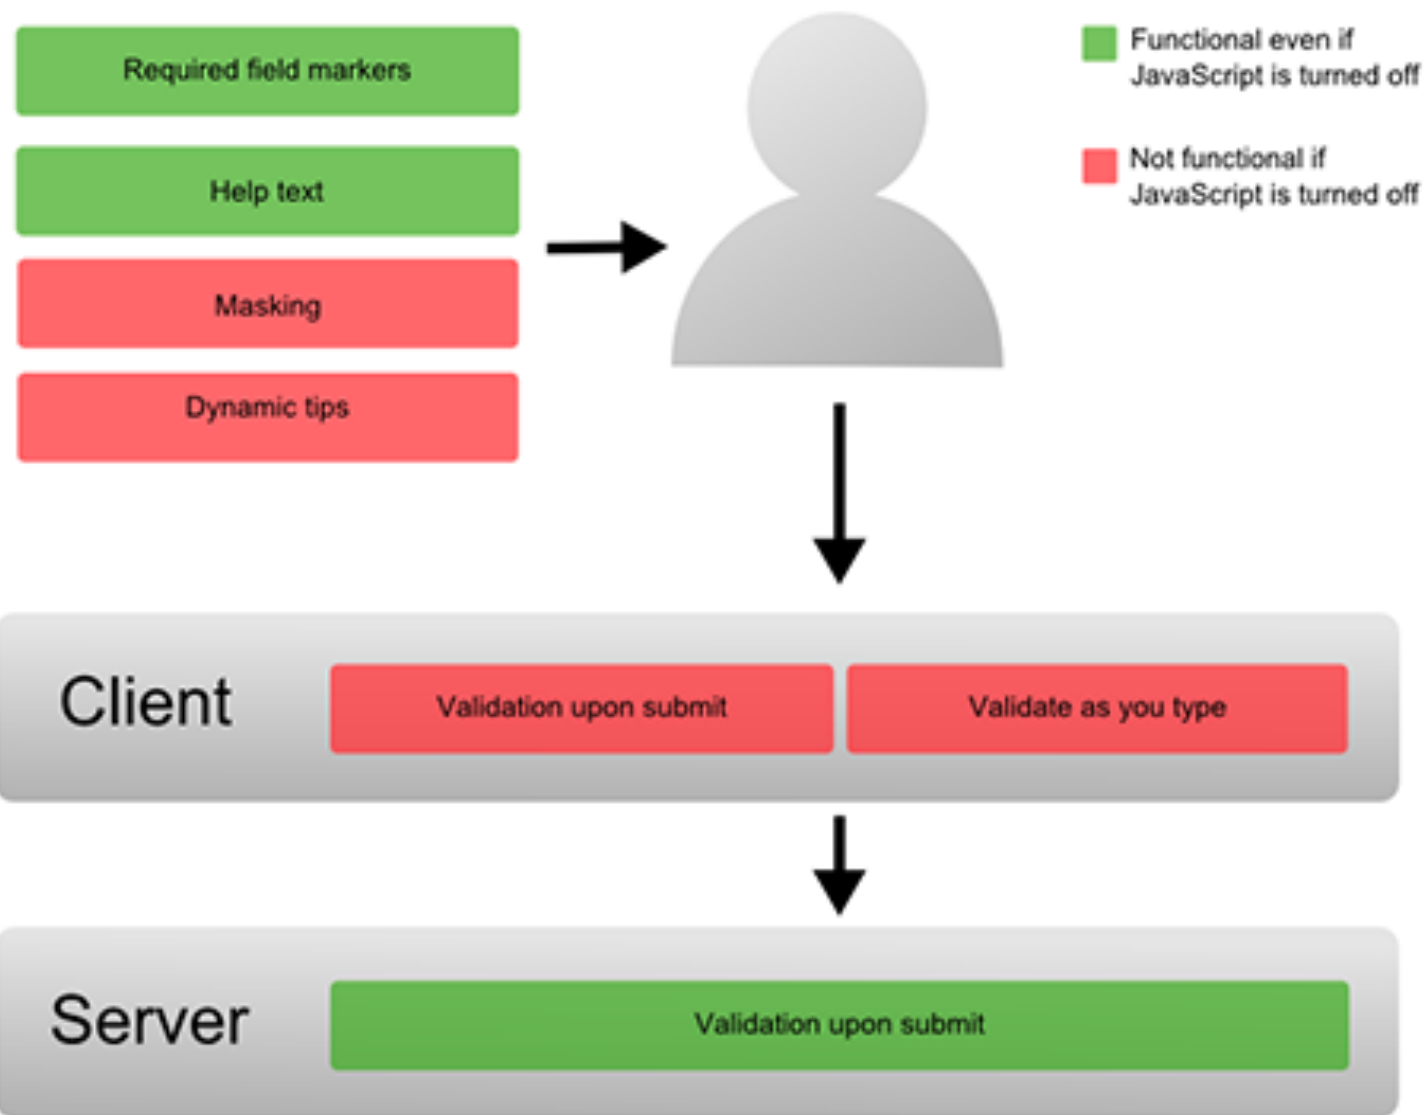 Required field markers
Help text
Masking
Dynamic tips
Functional even if
JavaScript is turned off
Not functional if
JavaScript is turned off
Client
Validation upon submit
Validate as you type
Server
Validation upon submit